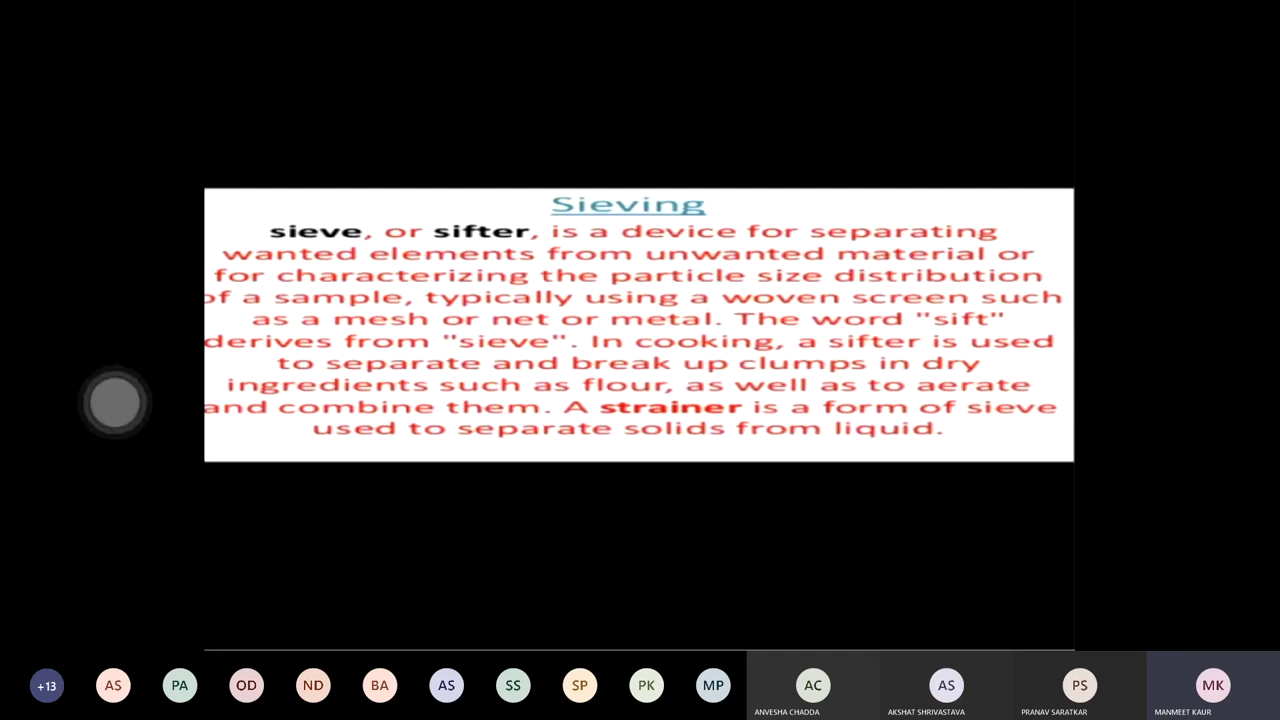 Sieving
sieve, or sifter, is a device for separating
wanted elements from unwanted material or
for characterizing the particle size distribution
of a sample, typically using a woven screen such
as a mesh or net or metal. The word "sift"
derives from "sieve". In cooking, a sifter is used
to separate and break up clumps in dry
ingredients such as flour, as well as to aerate
and combine them. A strainer is a form of sieve
used to separate solids from liquid.
+13 AS PA OD ND BA AS SS SP PK MP AC AS PS MK
ANVESHA CHADDA AKSHAT SHRIVASTAVA PRANAV SARATKAR MANMEET KAUR